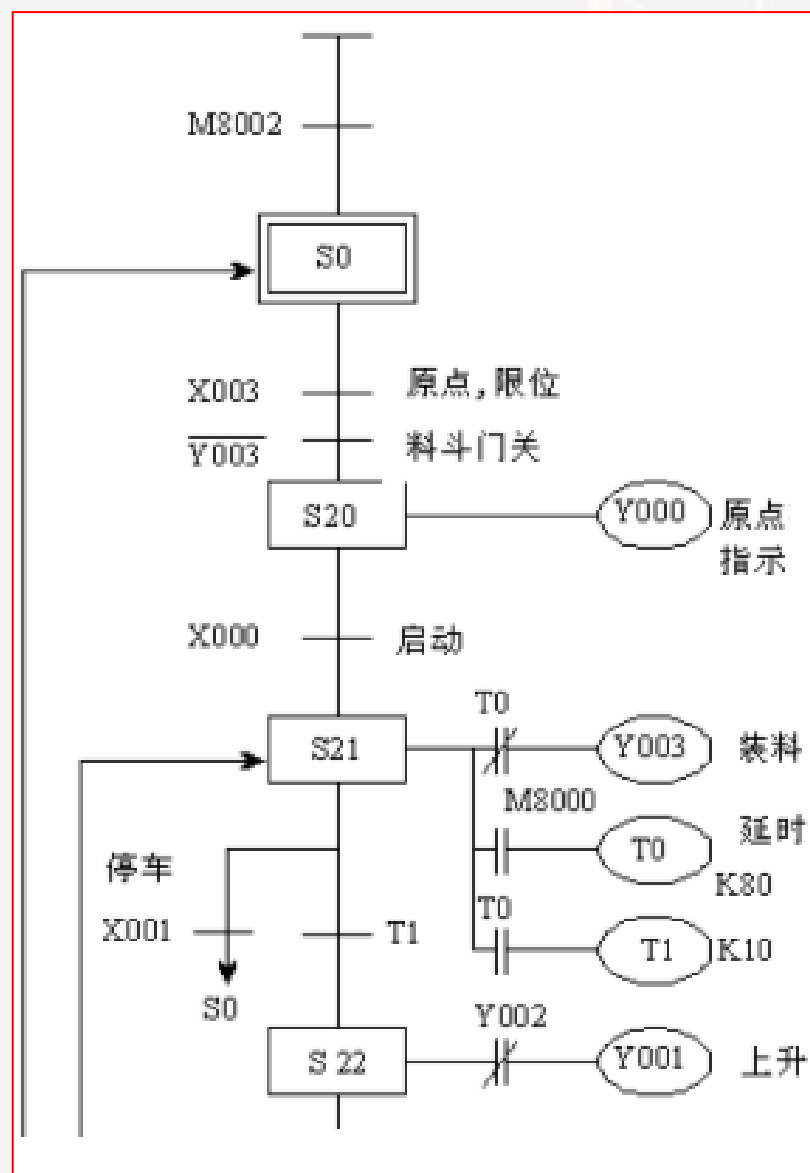 M8002
S0
X003 原点,限位
Y003 料斗门关
S20 Y000 原点
指示
X000 启动
T0
S21 Y003 装料
M8000
T0 延时
K80
停车
T0
X001 T1 T1 K10
S0
Y002
S 22 Y001 上升